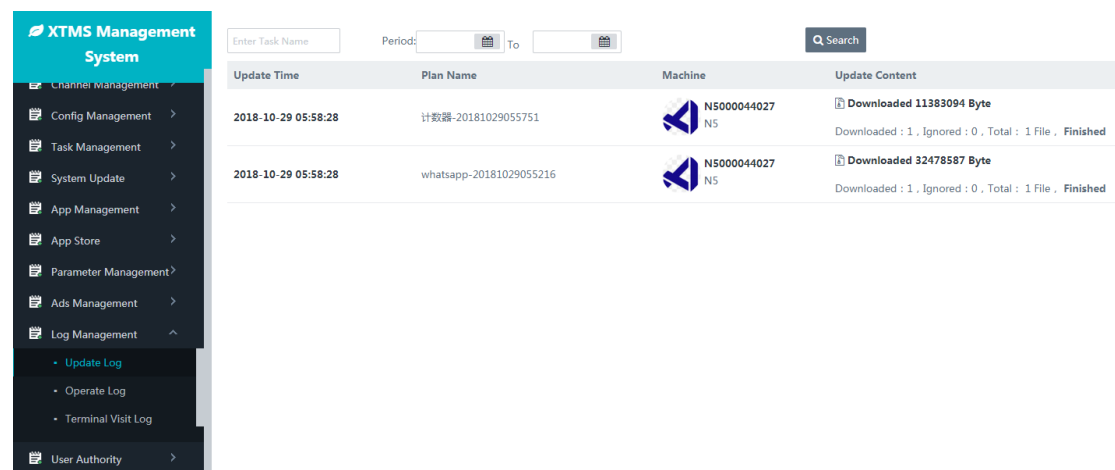 XTMS Management
System
Channel Management
Config Management
Task Management
System Update
App Management
App Store
Parameter Management
Ads Management
Log Management
Update Log
Operate Log
Terminal Visit Log
User Authority
Enter Task Name
Period:
To
Search
Update Time Plan Name Machine Update Content
2018-10-29 05:58:28 计数器-20181029055751 N5000044027 Downloaded 11383094 Byte
N5 Downloaded : 1 , Ignored : 0 , Total : 1 File , Finished
2018-10-29 05:58:28 whatsapp-20181029055216 N5000044027 Downloaded 32478587 Byte
N5 Downloaded : 1 , Ignored : 0 , Total : 1 File , Finished